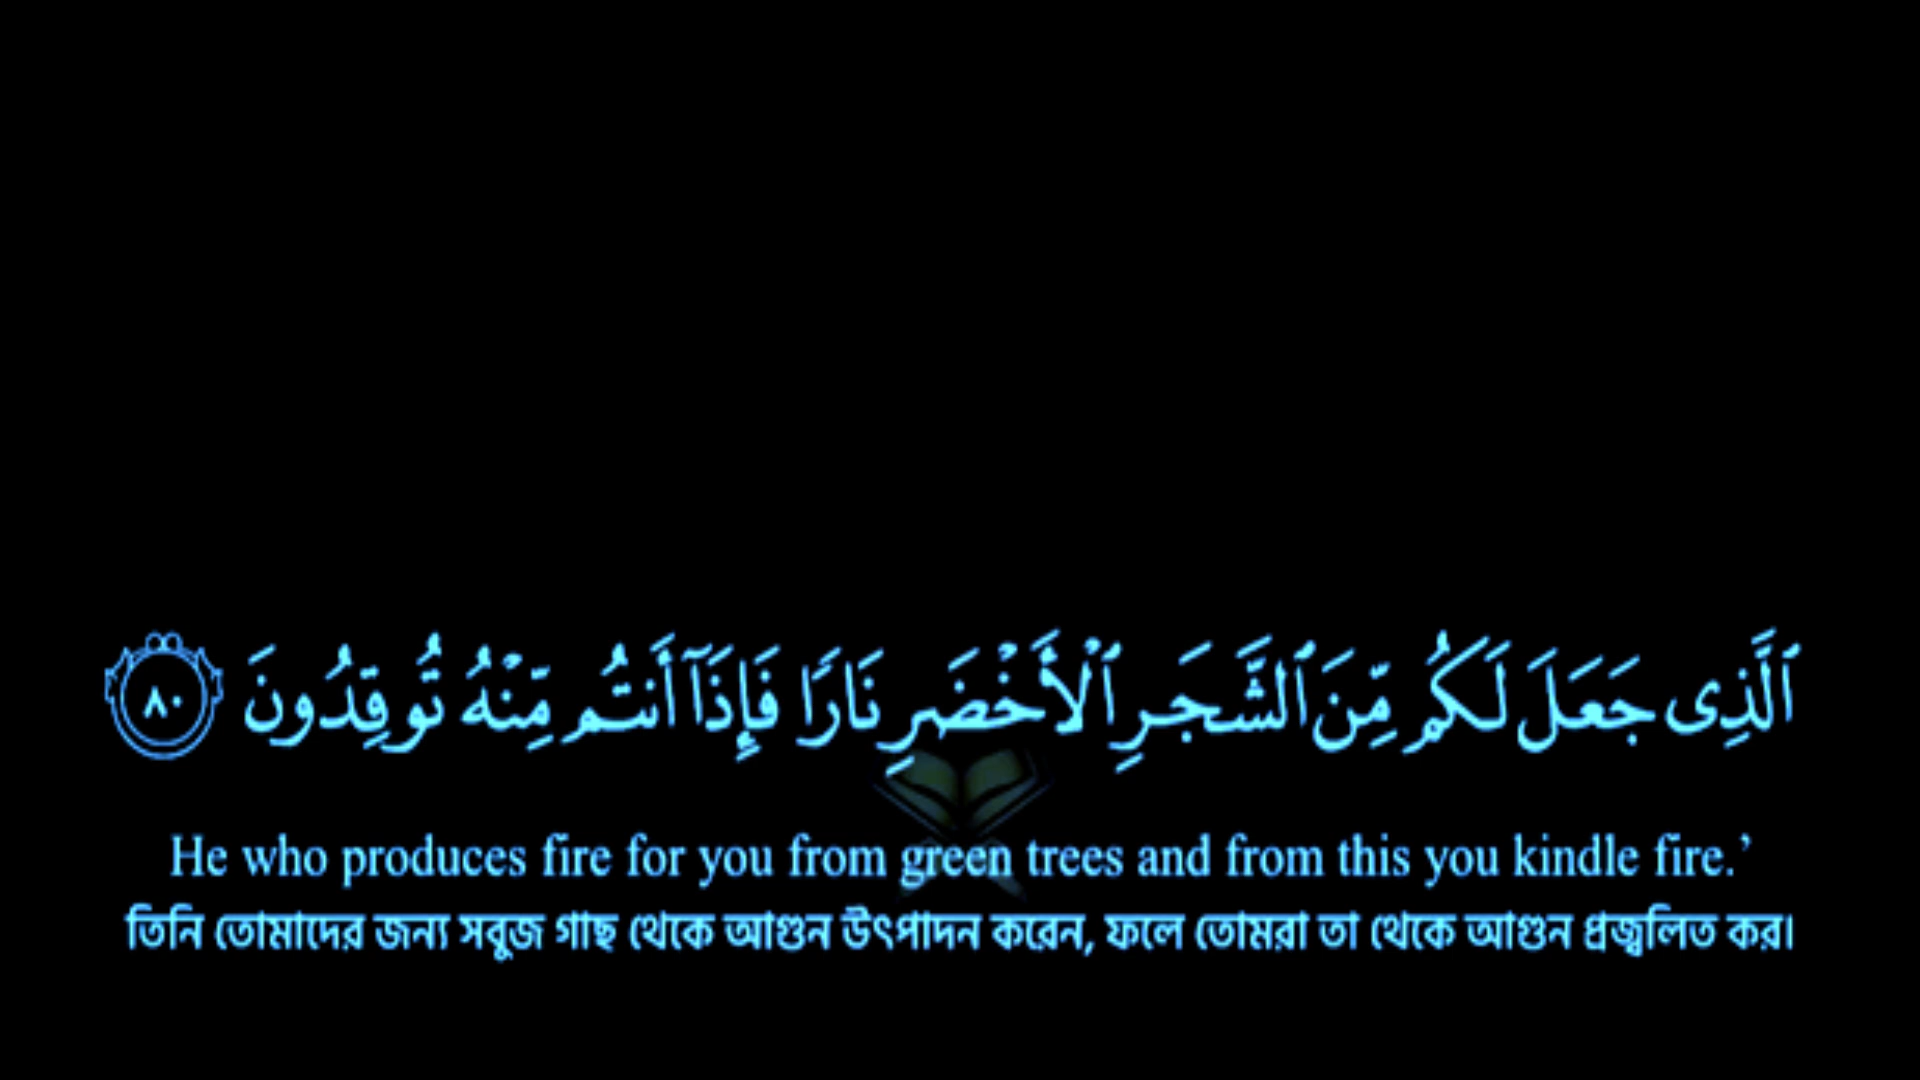 ٱلَّذِى جَعَلَ لَكُم مِّنَ ٱلشَّجَرِ ٱلْأَخْضَرِ نَارًا فَإِذَآ أَنتُم مِّنْهُ تُوقِدُونَ ٨٠
He who produces fire for you from green trees and from this you kindle fire.’
তিনি তোমাদের জন্য সবুজ গাছ থেকে আগুন উৎপাদন করেন, ফলে তোমরা তা থেকে আগুন প্রজ্বলিত কর।